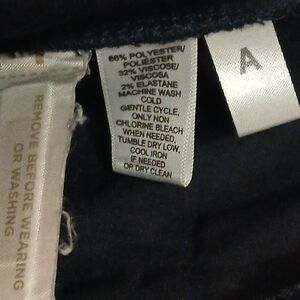 66% POLYESTER/
POLIÉSTER
32% VISCOSE/
VISCOSA
2% ELASTANE
MACHINE WASH
COLD
GENTLE CYCLE,
ONLY NON
CHLORINE BLEACH
WHEN NEEDED,
TUMBLE DRY LOW,
COOL IRON
IF NEEDED
OR DRY CLEAN
A
REMOVE BEFORE WEARING
OR WASHING